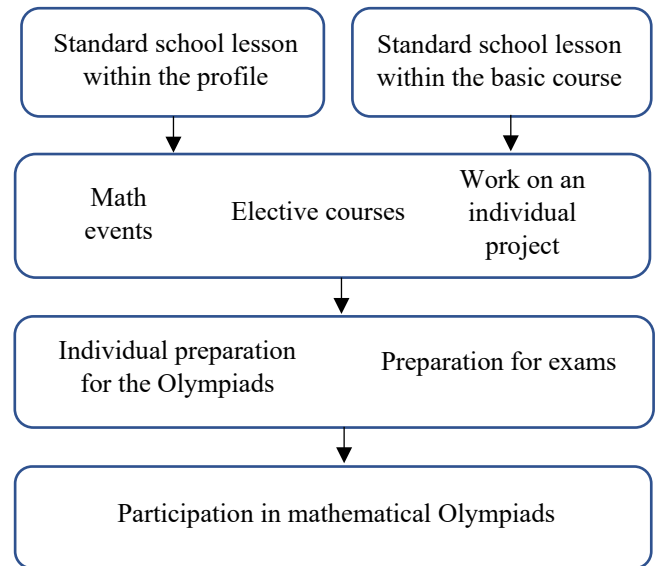 Standard school lesson
within the profile
Standard school lesson
within the basic course
Math
events
Elective courses
Work on an
individual
project
Individual preparation
for the Olympiads
Preparation for exams
Participation in mathematical Olympiads